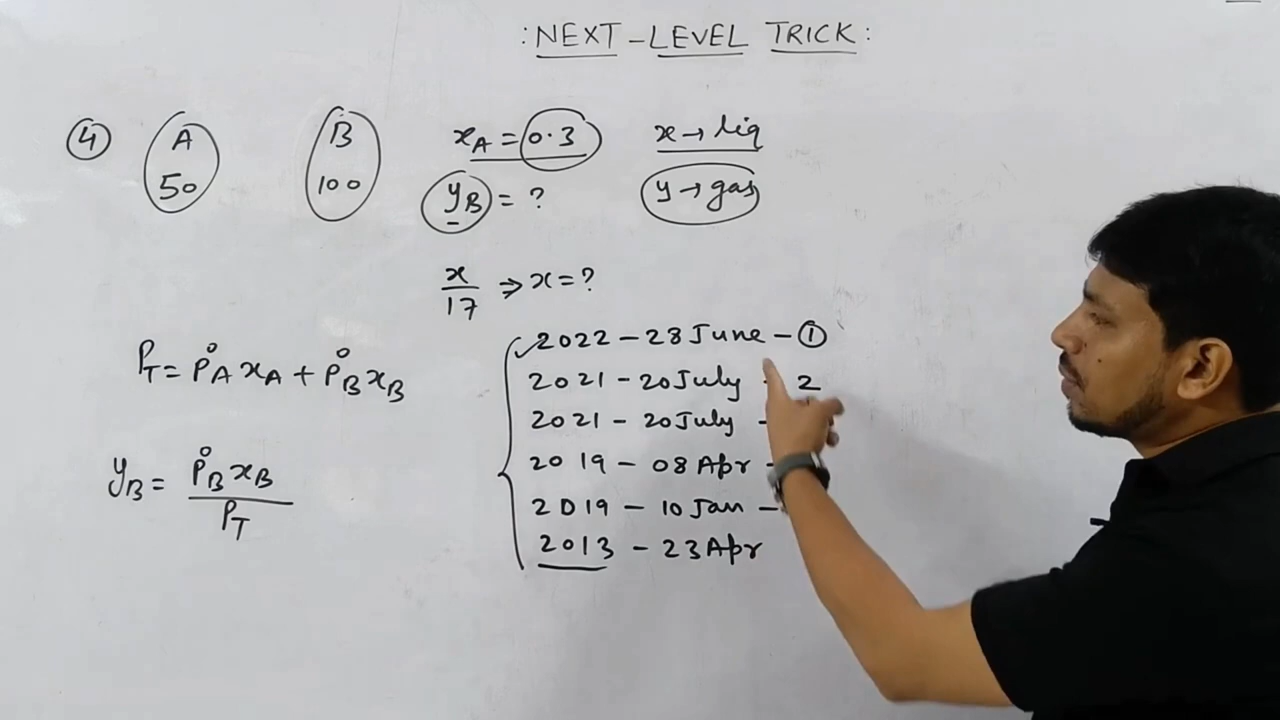 : NEXT - LEVEL TRICK :
④ A B xA = 0.3 x → liq
50 100 yB = ? y → gas
x/17 ⇒ x = ?
PT = P°A xA + P°B xB
yB = P°B xB / PT
✓2022 - 28 June - ①
2021 - 20 July - 2
2021 - 20 July -
2019 - 08 Apr -
2019 - 10 Jan -
2013 - 23 Apr